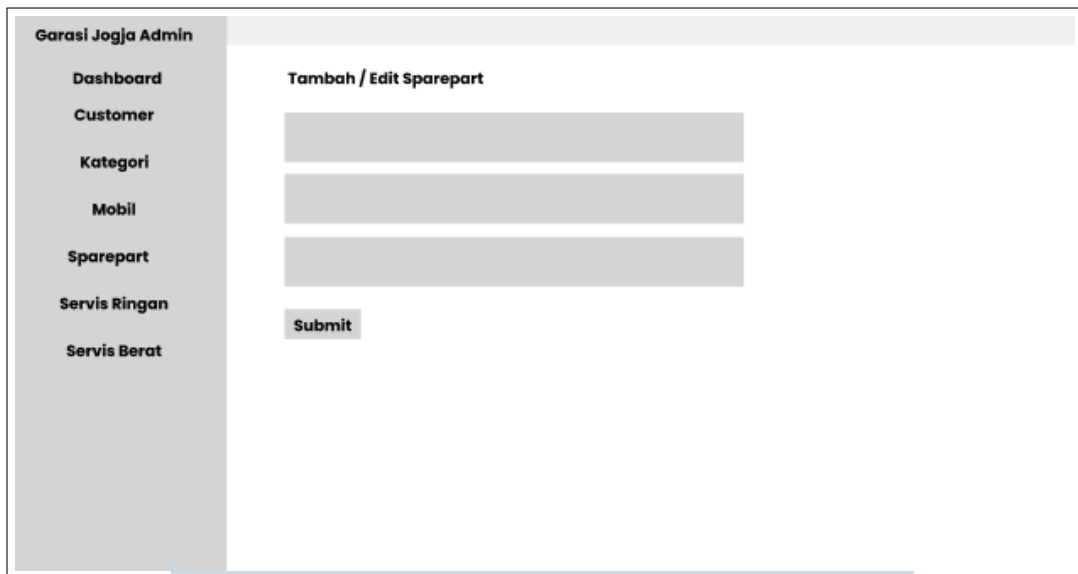 Garasi Jogja Admin
Dashboard
Customer
Kategori
Mobil
Sparepart
Servis Ringan
Servis Berat
Tambah / Edit Sparepart
Submit